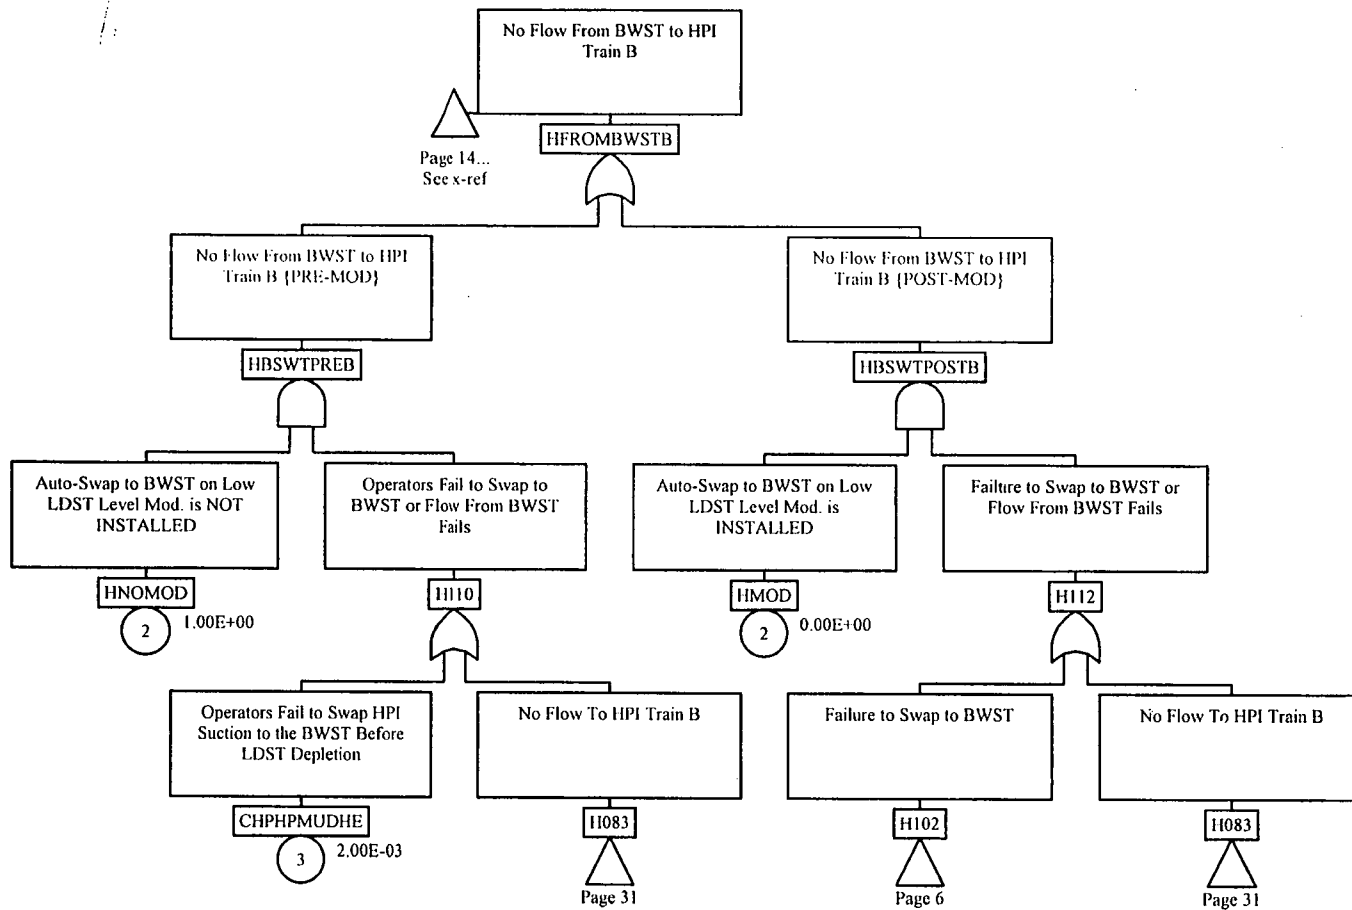 No Flow From BWST to HPI
Train B
HFROMBWSTB
Page 14...
See x-ref
No Flow From BWST to HPI
Train B {PRE-MOD}
HBSWTPREB
No Flow From BWST to HPI
Train B {POST-MOD}
HBSWTPOSTB
Auto-Swap to BWST on Low
LDST Level Mod. is NOT
INSTALLED
HNOMOD
2
1.00E+00
Operators Fail to Swap to
BWST or Flow From BWST
Fails
H110
Auto-Swap to BWST on Low
LDST Level Mod. is
INSTALLED
HMOD
2
0.00E+00
Failure to Swap to BWST or
Flow From BWST Fails
H112
Operators Fail to Swap HPI
Suction to the BWST Before
LDST Depletion
CHPHPMUDHE
3
2.00E-03
No Flow To HPI Train B
H083
Page 31
Failure to Swap to BWST
H102
Page 6
No Flow To HPI Train B
H083
Page 31